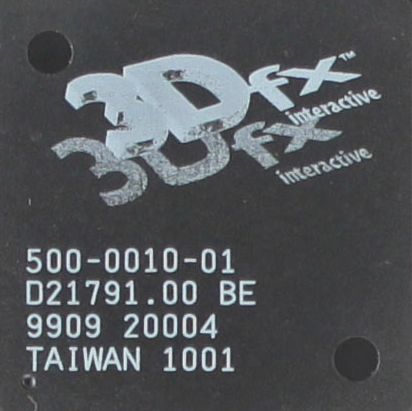 3Dfx™
interactive
3Dfx
interactive
500-0010-01
D21791.00 BE
9909 20004
TAIWAN 1001